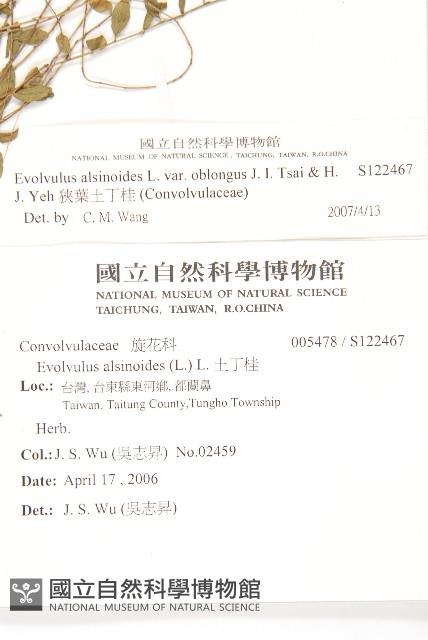 國立自然科學博物館
NATIONAL MUSEUM OF NATURAL SCIENCE , TAICHUNG, TAIWAN, R.O.CHINA
Evolvulus alsinoides L. var. oblongus J. I. Tsai & H. S122467
J. Yeh 狹葉土丁桂 (Convolvulaceae)
Det. by C. M. Wang 2007/4/13
國立自然科學博物館
NATIONAL MUSEUM OF NATURAL SCIENCE
TAICHUNG, TAIWAN, R.O.CHINA
Convolvulaceae 旋花科 005478 / S122467
Evolvulus alsinoides (L.) L. 土丁桂
Loc.: 台灣, 台東縣東河鄉, 都蘭鼻
Taiwan, Taitung County,Tungho Township
Herb.
Col.: J. S. Wu (吳志昇) No.02459
Date: April 17 , 2006
Det.: J. S. Wu (吳志昇)
國立自然科學博物館
NATIONAL MUSEUM OF NATURAL SCIENCE